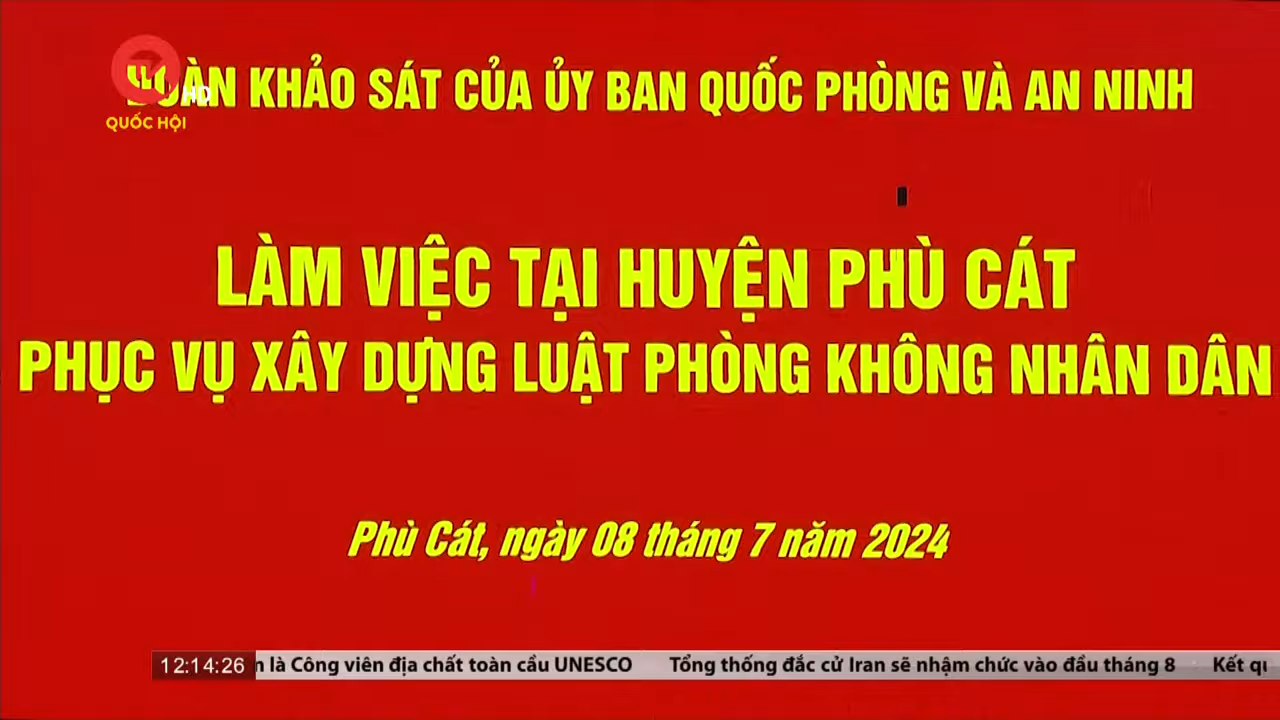 ĐOÀN KHẢO SÁT CỦA ỦY BAN QUỐC PHÒNG VÀ AN NINH
HD
QUỐC HỘI
LÀM VIỆC TẠI HUYỆN PHÙ CÁT
PHỤC VỤ XÂY DỰNG LUẬT PHÒNG KHÔNG NHÂN DÂN
Phù Cát, ngày 08 tháng 7 năm 2024
12:14:26 là Công viên địa chất toàn cầu UNESCO Tổng thống đắc cử Iran sẽ nhậm chức vào đầu tháng 8 Kết